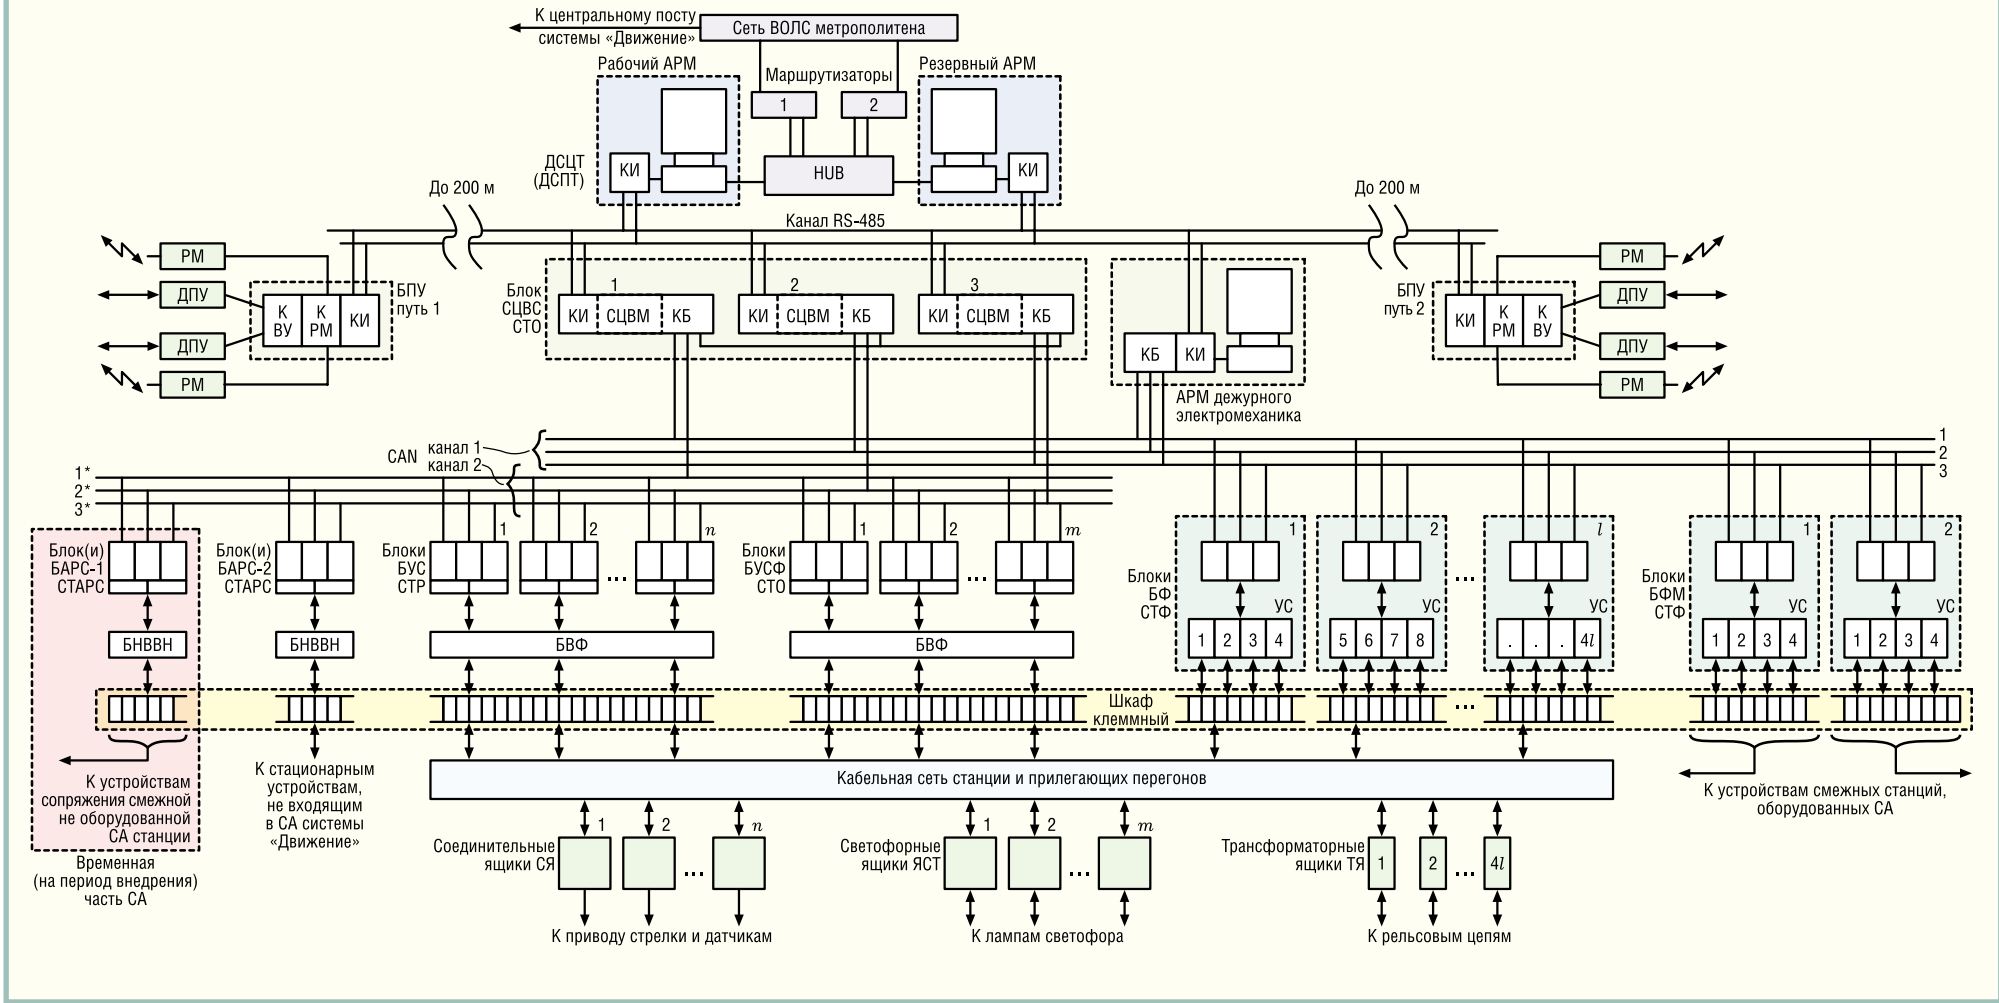 К центральному посту
системы «Движение»
Сеть ВОЛС метрополитена
Рабочий АРМ
Маршрутизаторы
Резервный АРМ
1
2
ДСЦТ
(ДСПТ)
КИ
HUB
КИ
До 200 м
До 200 м
Канал RS-485
РМ
ДПУ
ДПУ
РМ
К
ВУ
К
РМ
КИ
БПУ
путь 1
Блок
СЦВС
СТО
1
КИ
СЦВМ
КБ
2
КИ
СЦВМ
КБ
3
КИ
СЦВМ
КБ
КБ
КИ
АРМ дежурного
электромеханика
БПУ
путь 2
КИ
К
РМ
К
ВУ
РМ
ДПУ
ДПУ
РМ
CAN
канал 1
канал 2
1
2
3
1*
2*
3*
Блок(и)
БАРС-1
СТАРС
Блок(и)
БАРС-2
СТАРС
Блоки
БУС
СТР
1
2
...
n
Блоки
БУСФ
СТО
1
2
...
m
Блоки
БФ
СТФ
1
УС
1
2
3
4
2
УС
5
6
7
8
...
l
УС
.
.
.
4l
Блоки
БФМ
СТФ
1
УС
1
2
3
4
2
УС
1
2
3
4
БНВВН
БНВВН
БВФ
БВФ
Шкаф
клеммный
...
К устройствам
сопряжения смежной
не оборудованной
СА станции
Временная
(на период внедрения)
часть СА
К стационарным
устройствам,
не входящим
в СА системы
«Движение»
Кабельная сеть станции и прилегающих перегонов
К устройствам смежных станций,
оборудованных СА
Соединительные
ящики СЯ
1
2
...
n
К приводу стрелки и датчикам
Светофорные
ящики ЯСТ
1
2
...
m
К лампам светофора
Трансформаторные
ящики ТЯ
1
2
...
4l
К рельсовым цепям